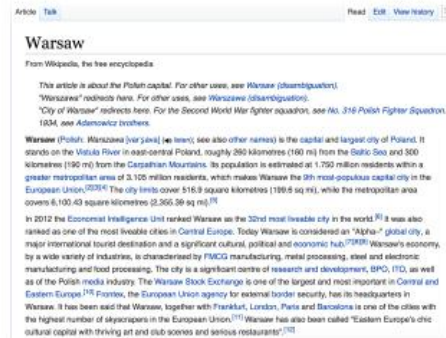 Article Talk Read Edit View history
Warsaw
From Wikipedia, the free encyclopedia
This article is about the Polish capital. For other uses, see Warsaw (disambiguation).
"Warszawa" redirects here. For other uses, see Warszawa (disambiguation).
"City of Warsaw" redirects here. For the Second World War fighter squadron, see No. 316 Polish Fighter Squadron.
1934, see Adamowicz brothers.
Warsaw (Polish: Warszawa [varˈʂava]; see also other names) is the capital and largest city of Poland. It
stands on the Vistula River in east-central Poland, roughly 260 kilometres (160 mi) from the Baltic Sea and 300
kilometres (190 mi) from the Carpathian Mountains. Its population is estimated at 1.750 million residents within a
greater metropolitan area of 3.105 million residents, which makes Warsaw the 9th most-populous capital city in the
European Union.[2][3][4] The city limits cover 516.9 square kilometres (199.6 sq mi), while the metropolitan area
covers 6,100.43 square kilometres (2,355.39 sq mi).[5]
In 2012 the Economist Intelligence Unit ranked Warsaw as the 32nd most liveable city in the world.[6] It was also
ranked as one of the most liveable cities in Central Europe. Today Warsaw is considered an "Alpha–" global city, a
major international tourist destination and a significant cultural, political and economic hub.[7][8][9] Warsaw's economy,
by a wide variety of industries, is characterised by FMCG manufacturing, metal processing, steel and electronic
manufacturing and food processing. The city is a significant centre of research and development, BPO, ITO, as well
as of the Polish media industry. The Warsaw Stock Exchange is one of the largest and most important in Central and
Eastern Europe.[10] Frontex, the European Union agency for external border security, has its headquarters in
Warsaw. It has been said that Warsaw, together with Frankfurt, London, Paris and Barcelona is one of the cities with
the highest number of skyscrapers in the European Union.[11] Warsaw has also been called "Eastern Europe's chic
cultural capital with thriving art and club scenes and serious restaurants".[12]